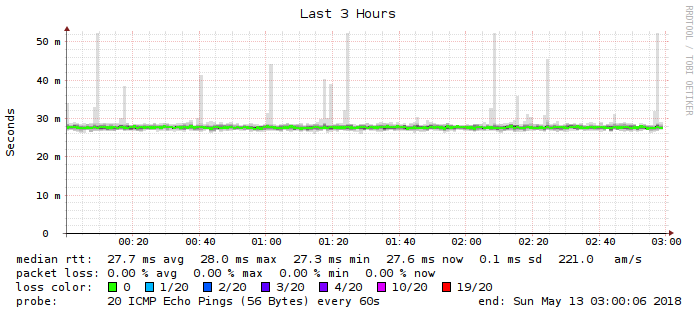 Last 3 Hours
RRDTOOL / TOBI OETIKER
Seconds
50 m
40 m
30 m
20 m
10 m
0
00:20 00:40 01:00 01:20 01:40 02:00 02:20 02:40 03:00
median rtt: 27.7 ms avg 28.0 ms max 27.3 ms min 27.6 ms now 0.1 ms sd 221.0 am/s
packet loss: 0.00 % avg 0.00 % max 0.00 % min 0.00 % now
loss color: 0 1/20 2/20 3/20 4/20 10/20 19/20
probe: 20 ICMP Echo Pings (56 Bytes) every 60s end: Sun May 13 03:00:06 2018